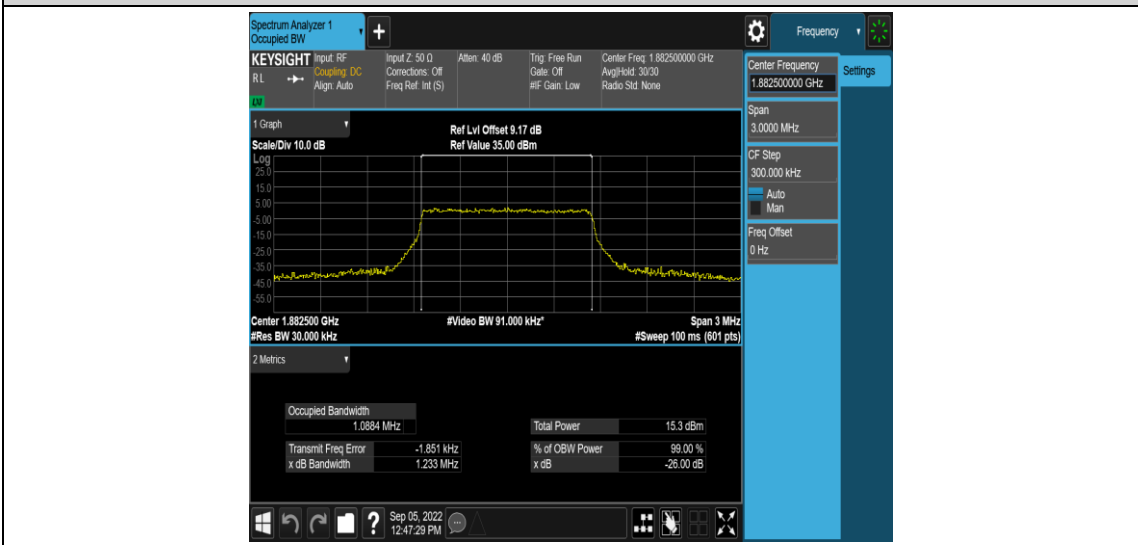 Spectrum Analyzer 1
Occupied BW
+
Frequency
KEYSIGHT
RL
LXI
Input: RF
Coupling: DC
Align: Auto
Input Z: 50 Ω
Corrections: Off
Freq Ref: Int (S)
Atten: 40 dB
Trig: Free Run
Gate: Off
#IF Gain: Low
Center Freq: 1.882500000 GHz
Avg|Hold: 30/30
Radio Std: None
Center Frequency
1.882500000 GHz
Settings
Span
3.0000 MHz
CF Step
300.000 kHz
Auto
Man
Freq Offset
0 Hz
1 Graph
Scale/Div 10.0 dB
Ref Lvl Offset 9.17 dB
Ref Value 35.00 dBm
Log
25.0
15.0
5.00
-5.00
-15.0
-25.0
-35.0
-45.0
-55.0
Center 1.882500 GHz
#Video BW 91.000 kHz*
Span 3 MHz
#Res BW 30.000 kHz
#Sweep 100 ms (601 pts)
2 Metrics
Occupied Bandwidth
1.0884 MHz
Total Power 15.3 dBm
Transmit Freq Error -1.851 kHz
% of OBW Power 99.00 %
x dB Bandwidth 1.233 MHz
x dB -26.00 dB
?
Sep 05, 2022
12:47:29 PM